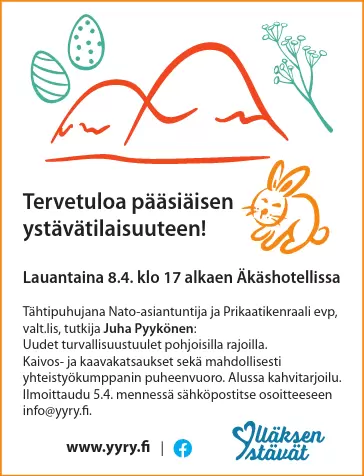 Tervetuloa pääsiäisen
ystävätilaisuuteen!
Lauantaina 8.4. klo 17 alkaen Äkäshotellissa
Tähtipuhujana Nato-asiantuntija ja Prikaatikenraali evp,
valt.lis, tutkija Juha Pyykönen:
Uudet turvallisuustuulet pohjoisilla rajoilla.
Kaivos- ja kaavakatsaukset sekä mahdollisesti
yhteistyökumppanin puheenvuoro. Alussa kahvitarjoilu.
Ilmoittaudu 5.4. mennessä sähköpostitse osoitteeseen
info@yyry.fi.
www.yyry.fi |
Ylläksen
ystävät